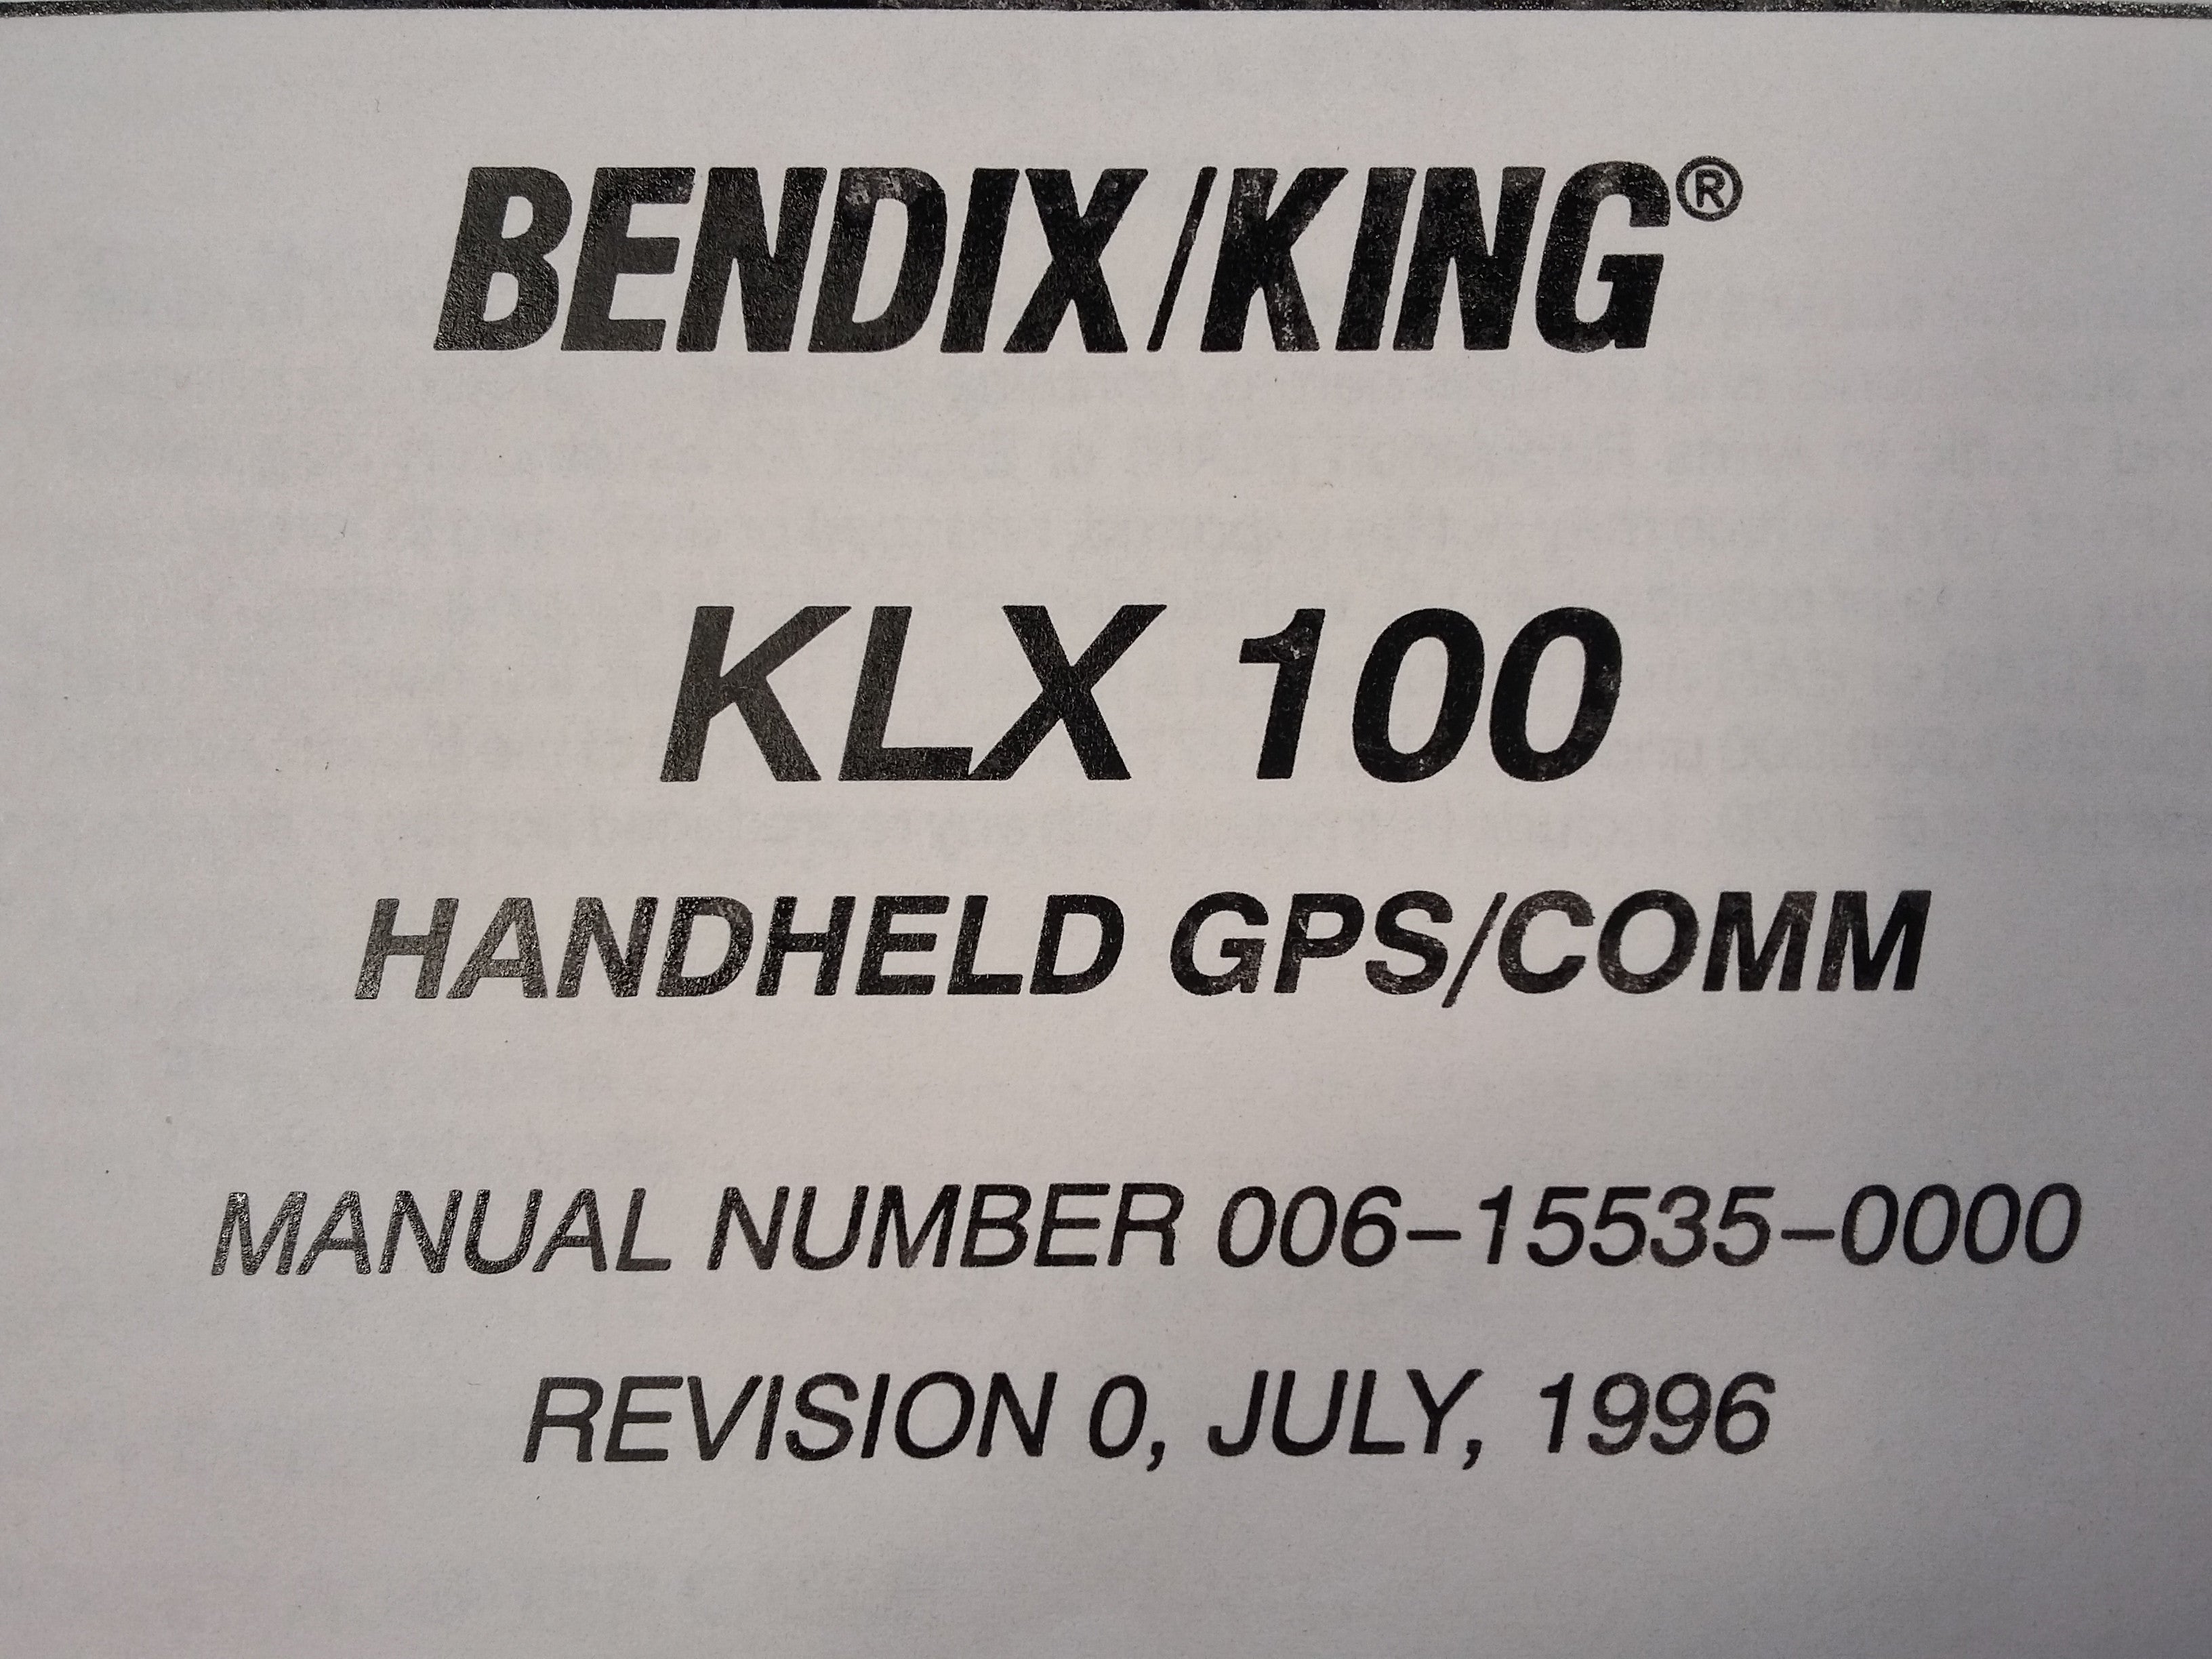 BENDIX/KING®
KLX 100
HANDHELD GPS/COMM
MANUAL NUMBER 006–15535–0000
REVISION 0, JULY, 1996